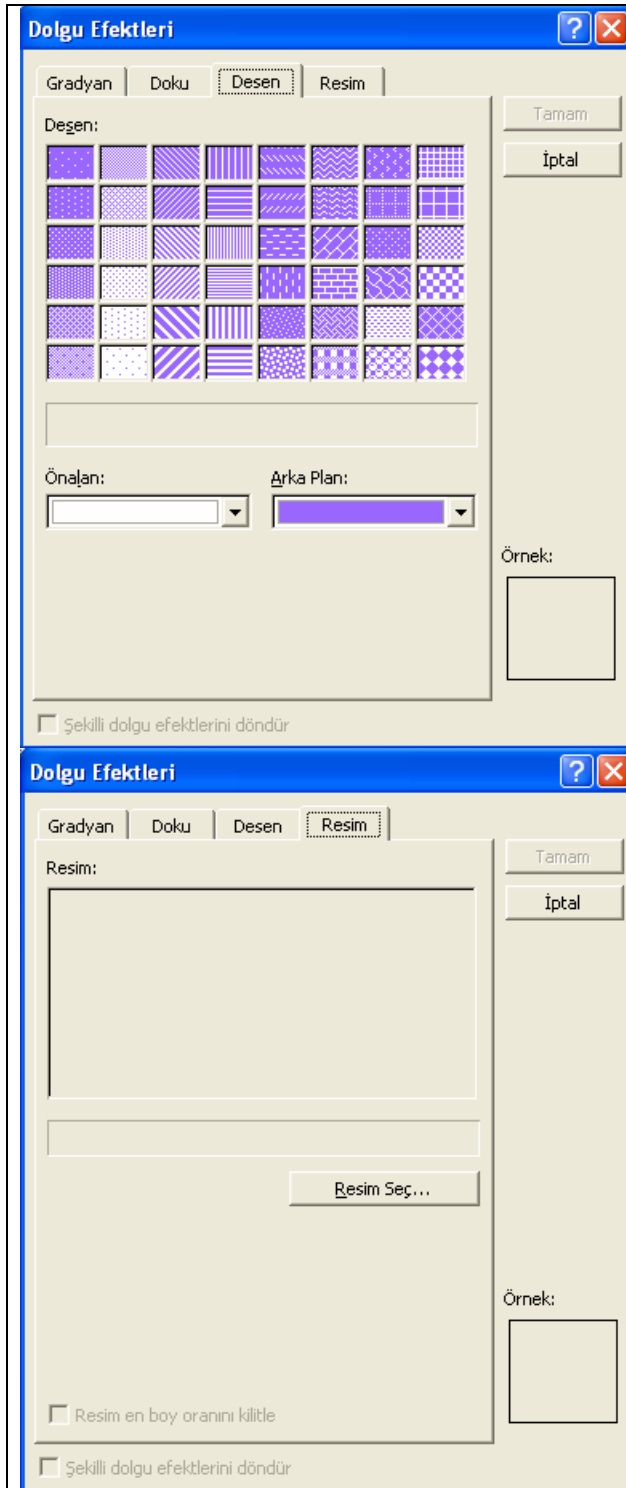 Dolgu Efektleri
Gradyan Doku Desen Resim
Tamam
Desen:
İptal
Önalan: Arka Plan:
Örnek:
Şekilli dolgu efektlerini döndür
Dolgu Efektleri
Gradyan Doku Desen Resim
Tamam
Resim:
İptal
Resim Seç...
Örnek:
Resim en boy oranını kilitle
Şekilli dolgu efektlerini döndür